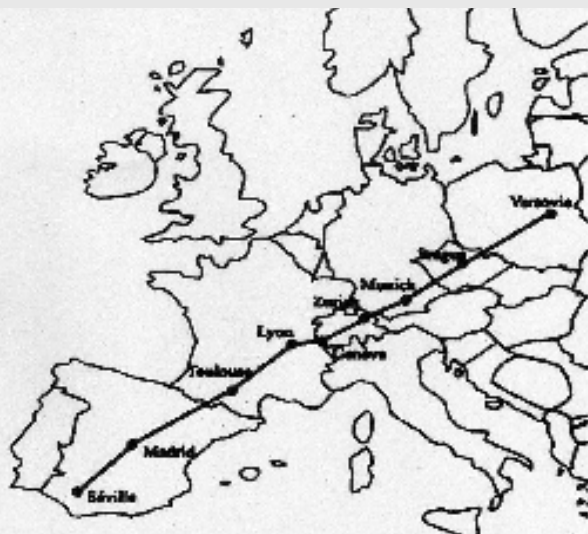 Varsovie
Prague
Munich
Zurich
Lyon
Genève
Toulouse
Madrid
Séville